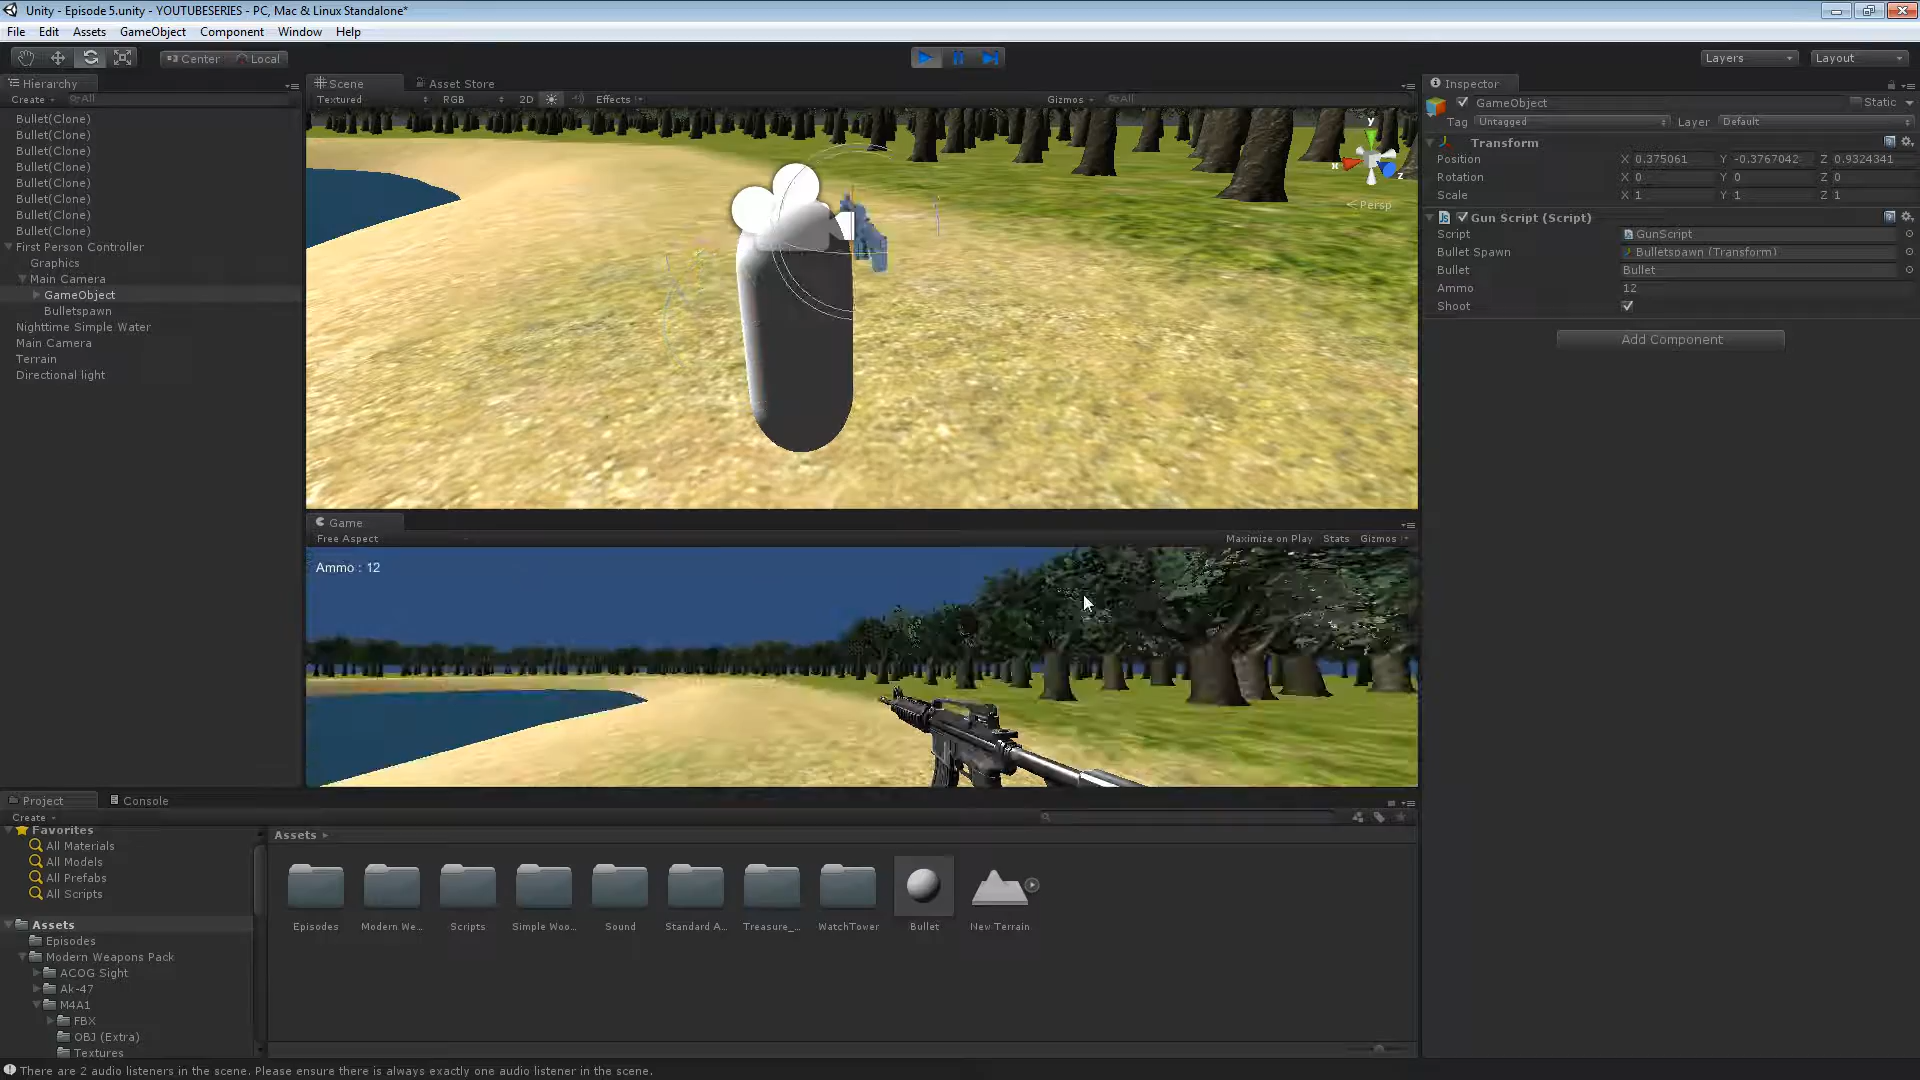 Unity - Episode 5.unity - YOUTUBESERIES - PC, Mac & Linux Standalone*
File Edit Assets GameObject Component Window Help
Center Local Layers Layout
Hierarchy
Create All
Bullet(Clone)
Bullet(Clone)
Bullet(Clone)
Bullet(Clone)
Bullet(Clone)
Bullet(Clone)
Bullet(Clone)
Bullet(Clone)
First Person Controller
Graphics
Main Camera
GameObject
Bulletspawn
Nighttime Simple Water
Main Camera
Terrain
Directional light
Scene Asset Store
Textured RGB 2D Effects Gizmos All
y
x
z
Persp
Game
Free Aspect Maximize on Play Stats Gizmos
Ammo : 12
Inspector
GameObject Static
Tag Untagged Layer Default
Transform
Position X 0.375061 Y -0.3767042 Z 0.9324341
Rotation X 0 Y 0 Z 0
Scale X 1 Y 1 Z 1
Gun Script (Script)
Script GunScript
Bullet Spawn Bulletspawn (Transform)
Bullet Bullet
Ammo 12
Shoot
Add Component
Project Console
Create
Favorites
All Materials
All Models
All Prefabs
All Scripts
Assets
Episodes
Modern Weapons Pack
ACOG Sight
Ak-47
M4A1
FBX
OBJ (Extra)
Textures
Assets
Episodes Modern We... Scripts Simple Woo... Sound Standard A... Treasure_... WatchTower Bullet New Terrain
There are 2 audio listeners in the scene. Please ensure there is always exactly one audio listener in the scene.